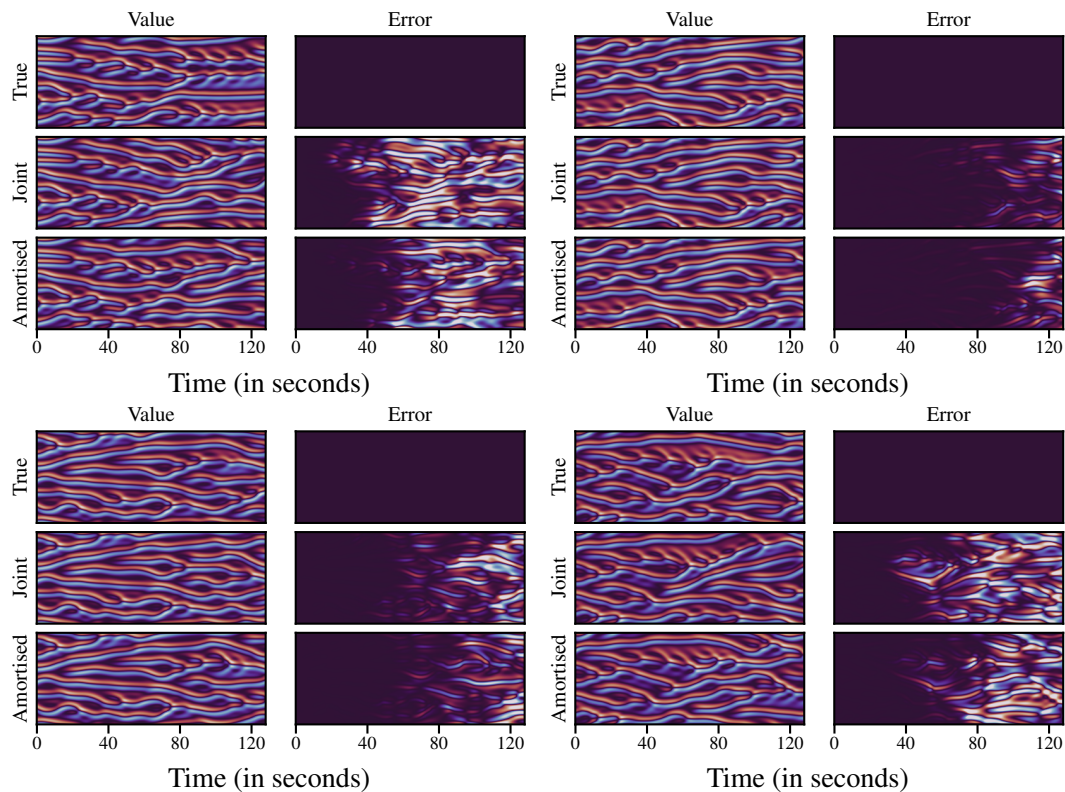 Value Error Value Error
True True
Joint Joint
Amortised Amortised
0 40 80 120 0 40 80 120 0 40 80 120 0 40 80 120
Time (in seconds) Time (in seconds)
Value Error Value Error
True True
Joint Joint
Amortised Amortised
0 40 80 120 0 40 80 120 0 40 80 120 0 40 80 120
Time (in seconds) Time (in seconds)